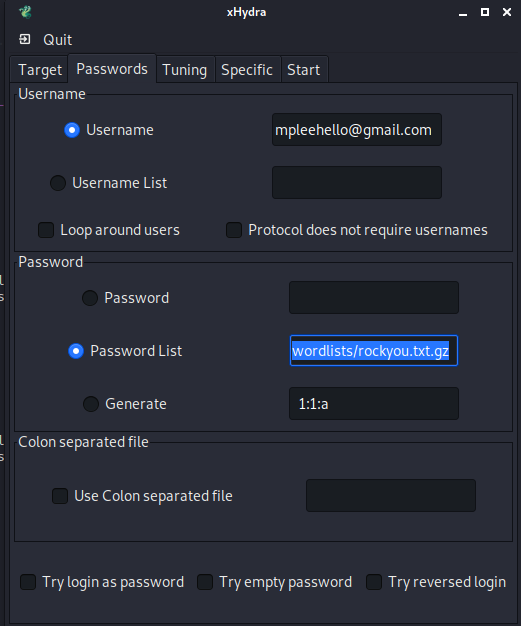 xHydra
Quit
Target Passwords Tuning Specific Start
Username
Username mpleehello@gmail.com
Username List
Loop around users Protocol does not require usernames
Password
Password
Password List wordlists/rockyou.txt.gz
Generate 1:1:a
Colon separated file
Use Colon separated file
Try login as password Try empty password Try reversed login